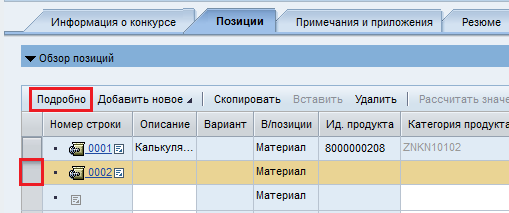 Информация о конкурсе Позиции Примечания и приложения Резюме
Обзор позиций
Подробно Добавить новое Скопировать Вставить Удалить Рассчитать значе
Номер строки Описание Вариант В/позиции Ид. продукта Категория продукта
0001 Калькуля... Материал 8000000208 ZNKN10102
0002 Материал
Материал